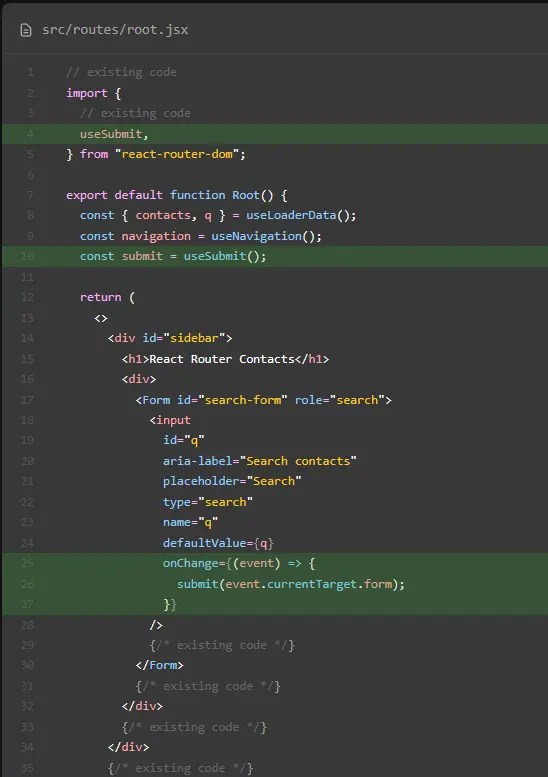 src/routes/root.jsx
1 // existing code
2 import {
3   // existing code
4   useSubmit,
5 } from "react-router-dom";
6
7 export default function Root() {
8   const { contacts, q } = useLoaderData();
9   const navigation = useNavigation();
10   const submit = useSubmit();
11
12   return (
13     <>
14       <div id="sidebar">
15         <h1>React Router Contacts</h1>
16         <div>
17           <Form id="search-form" role="search">
18             <input
19               id="q"
20               aria-label="Search contacts"
21               placeholder="Search"
22               type="search"
23               name="q"
24               defaultValue={q}
25               onChange={(event) => {
26                 submit(event.currentTarget.form);
27               }}
28             />
29             {/* existing code */}
30           </Form>
31           {/* existing code */}
32         </div>
33         {/* existing code */}
34       </div>
35       {/* existing code */}